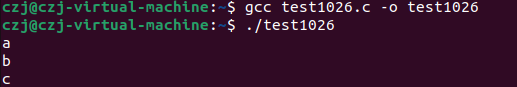 czj@czj-virtual-machine:~$ gcc test1026.c -o test1026
czj@czj-virtual-machine:~$ ./test1026
a
b
c